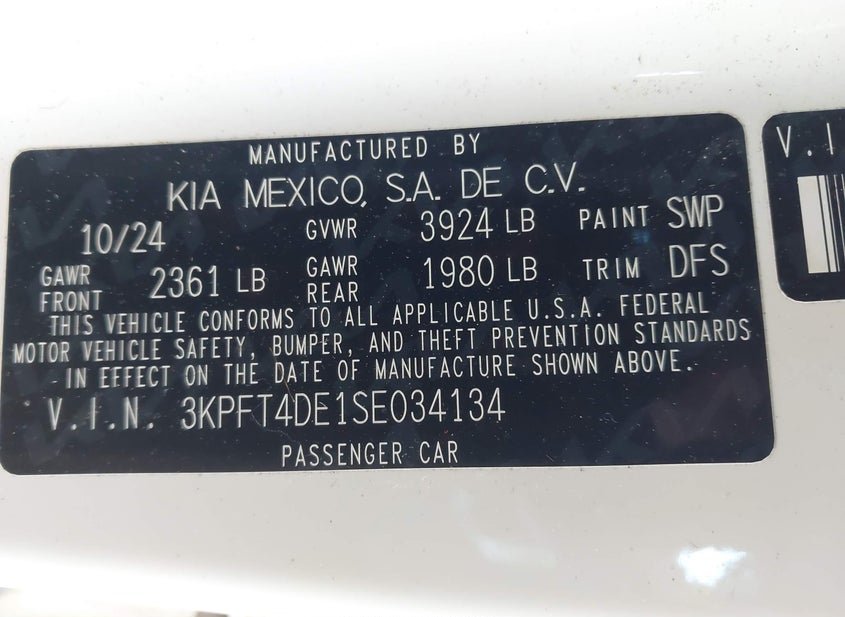 MANUFACTURED BY
KIA MEXICO, S.A. DE C.V.
10/24 GVWR 3924 LB PAINT SWP
GAWR FRONT 2361 LB GAWR REAR 1980 LB TRIM DFS
THIS VEHICLE CONFORMS TO ALL APPLICABLE U.S.A. FEDERAL
MOTOR VEHICLE SAFETY, BUMPER, AND THEFT PREVENTION STANDARDS
IN EFFECT ON THE DATE OF MANUFACTURE SHOWN ABOVE.
V.I.N. 3KPFT4DE1SE034134
PASSENGER CAR
V.I